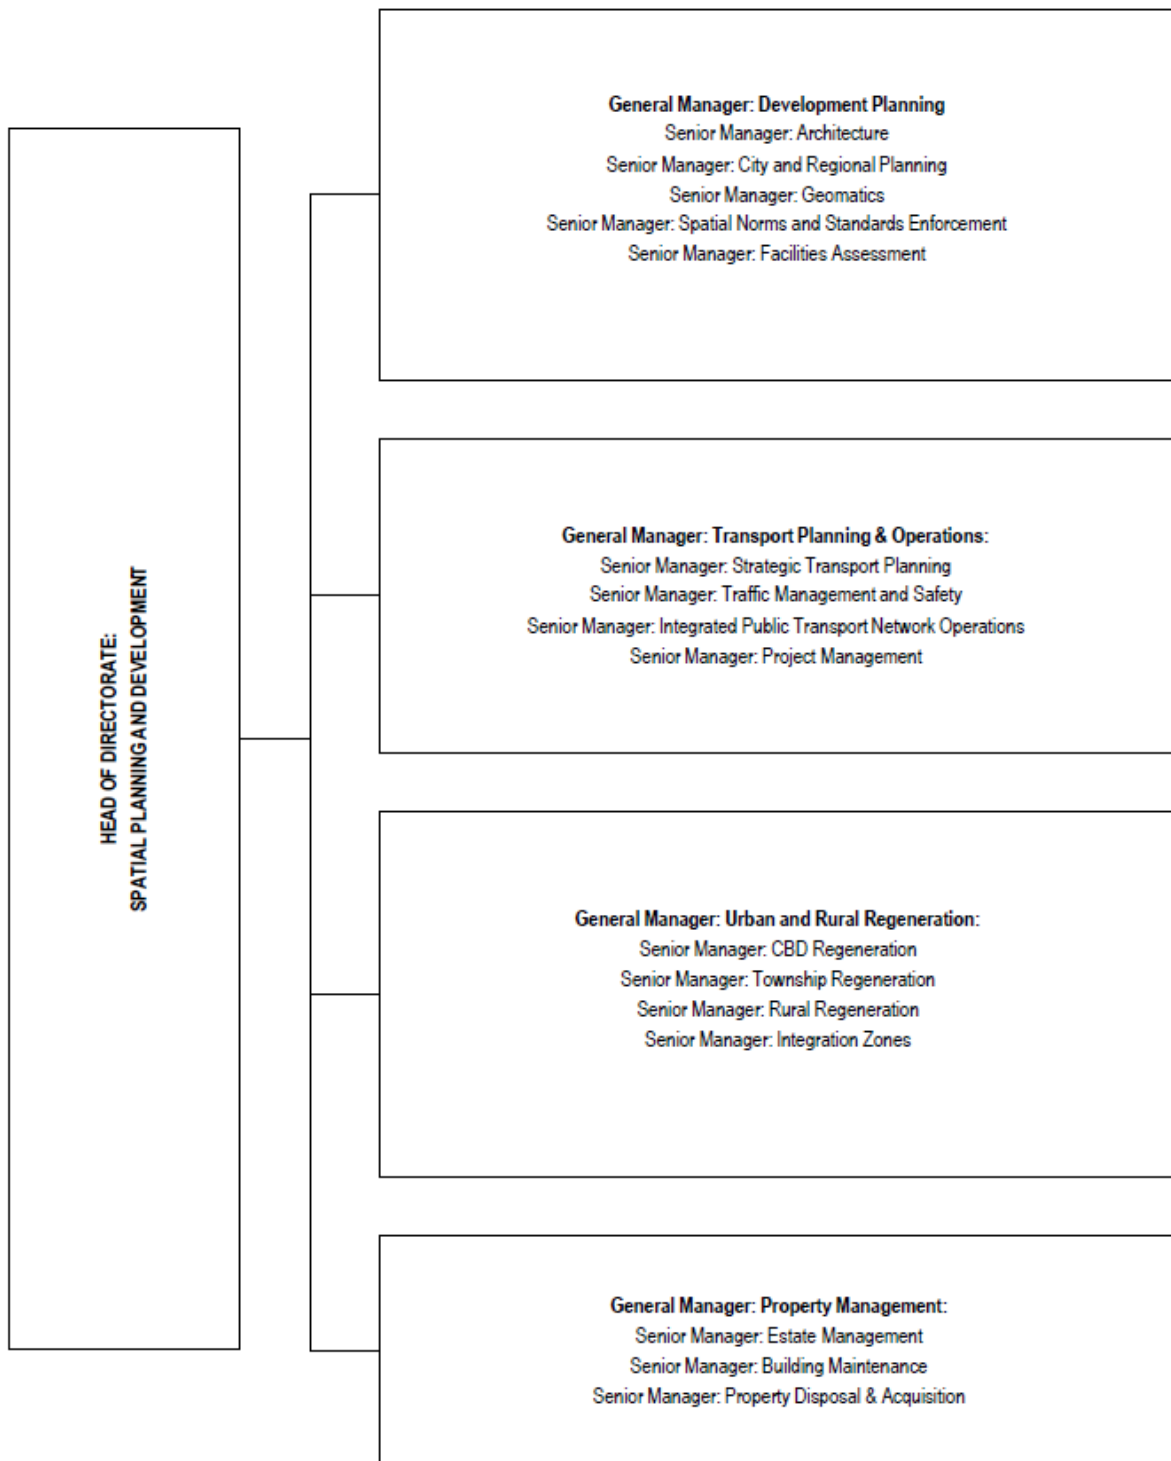 HEAD OF DIRECTORATE:
SPATIAL PLANNING AND DEVELOPMENT
General Manager: Development Planning
Senior Manager: Architecture
Senior Manager: City and Regional Planning
Senior Manager: Geomatics
Senior Manager: Spatial Norms and Standards Enforcement
Senior Manager: Facilities Assessment
General Manager: Transport Planning & Operations:
Senior Manager: Strategic Transport Planning
Senior Manager: Traffic Management and Safety
Senior Manager: Integrated Public Transport Network Operations
Senior Manager: Project Management
General Manager: Urban and Rural Regeneration:
Senior Manager: CBD Regeneration
Senior Manager: Township Regeneration
Senior Manager: Rural Regeneration
Senior Manager: Integration Zones
General Manager: Property Management:
Senior Manager: Estate Management
Senior Manager: Building Maintenance
Senior Manager: Property Disposal & Acquisition